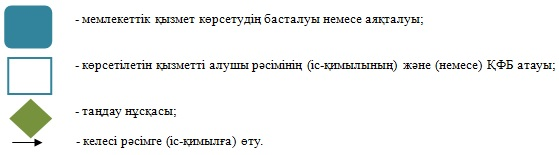 - мемлекеттік қызмет көрсетудің басталуы немесе аяқталуы;
- көрсетілетін қызметті алушы рәсімінің (іс-қимылының) және (немесе) ҚФБ атауы;
- таңдау нұсқасы;
- келесі рәсімге (іс-қимылға) өту.